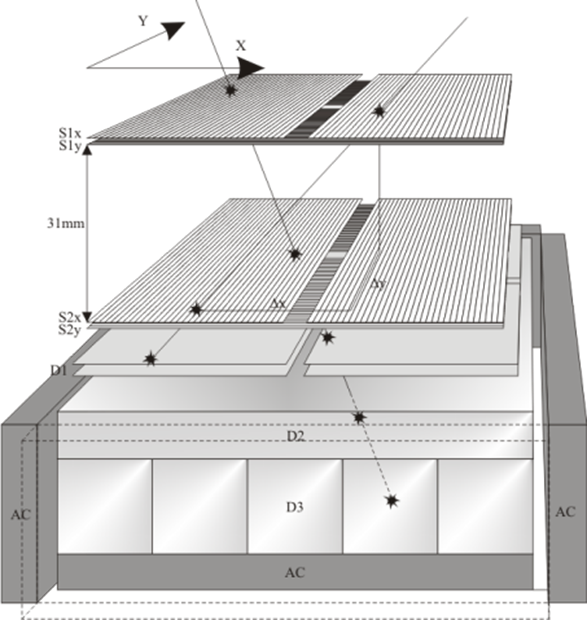 Y
X
S1x
S1y
31mm
Δx
Δy
S2x
S2y
D1
D2
AC
D3
AC
AC